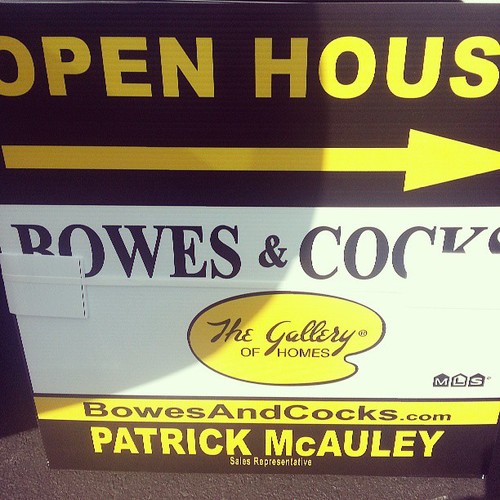 OPEN HOUS
BOWES & COCKS
The Gallery®
OF HOMES
MLS®
BowesAndCocks.com
PATRICK McAULEY
Sales Representative